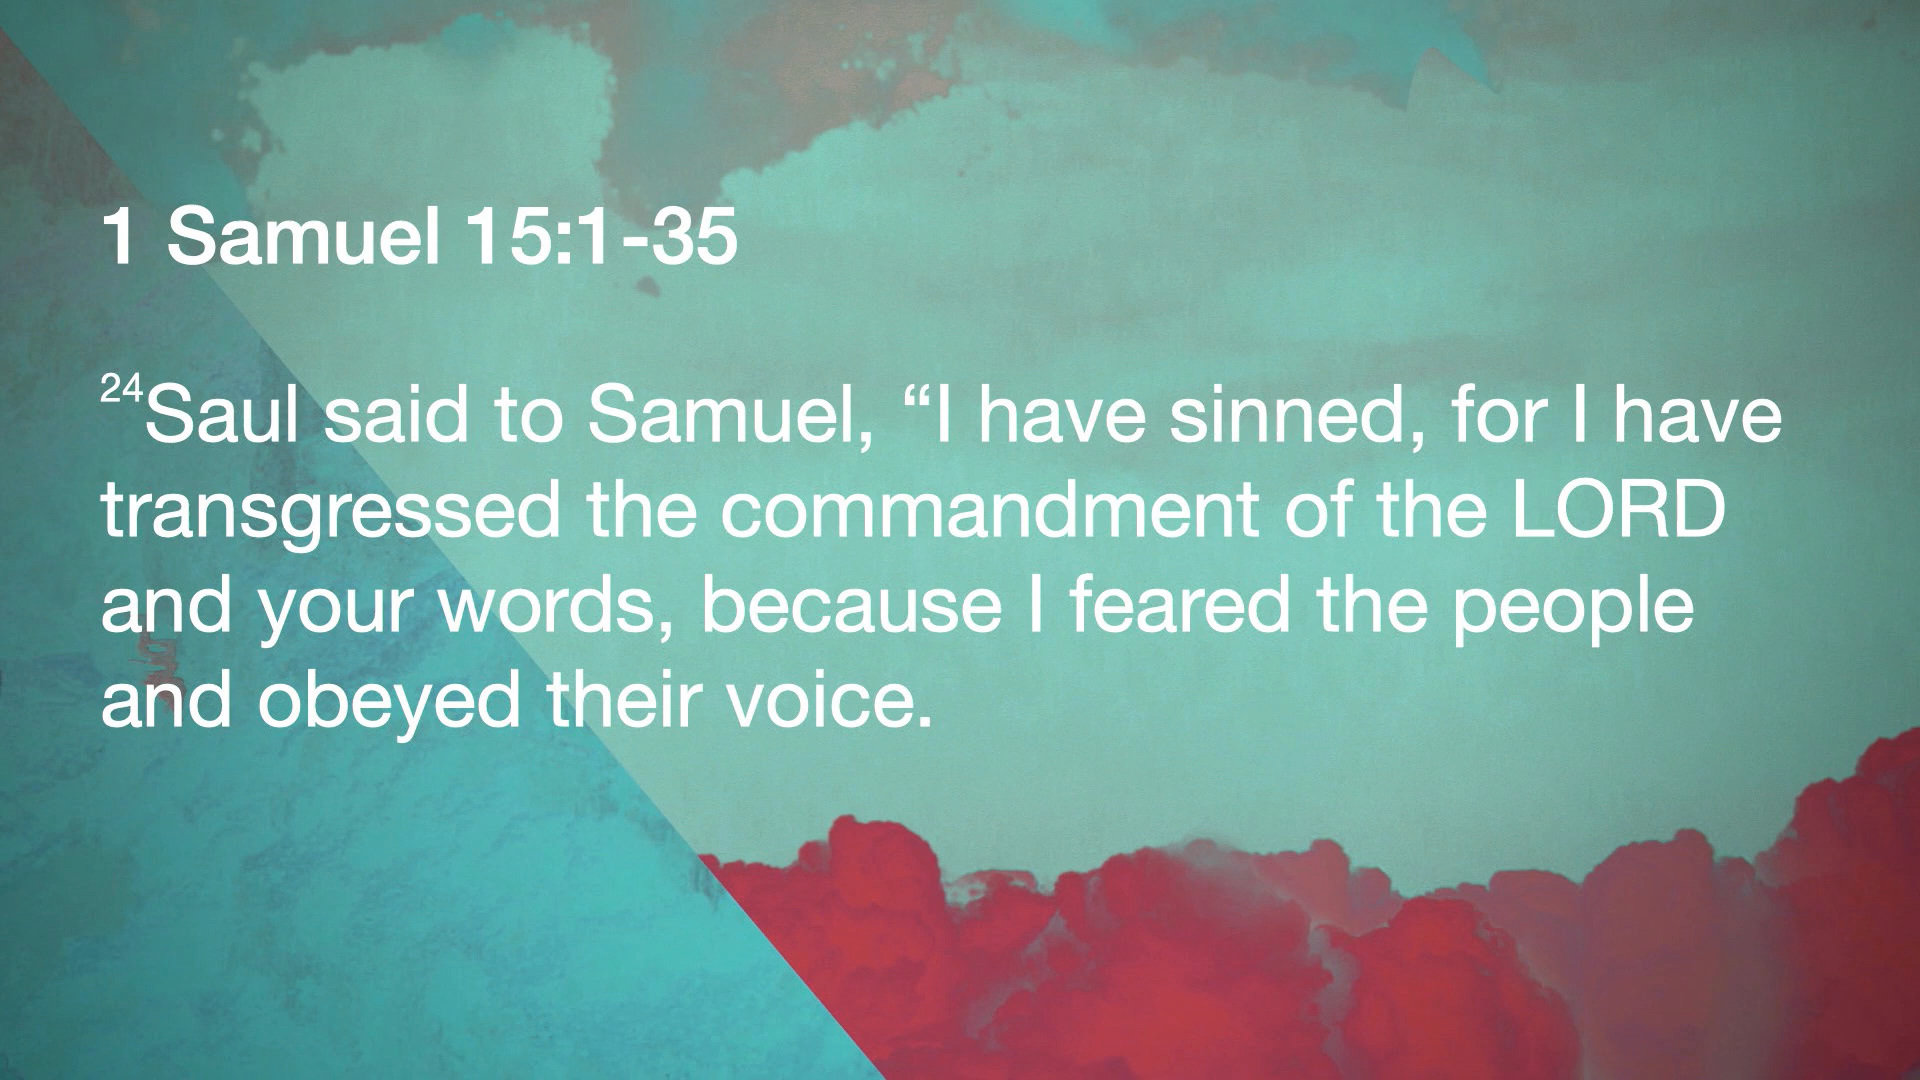 1 Samuel 15:1-35
24Saul said to Samuel, “I have sinned, for I have
transgressed the commandment of the LORD
and your words, because I feared the people
and obeyed their voice.